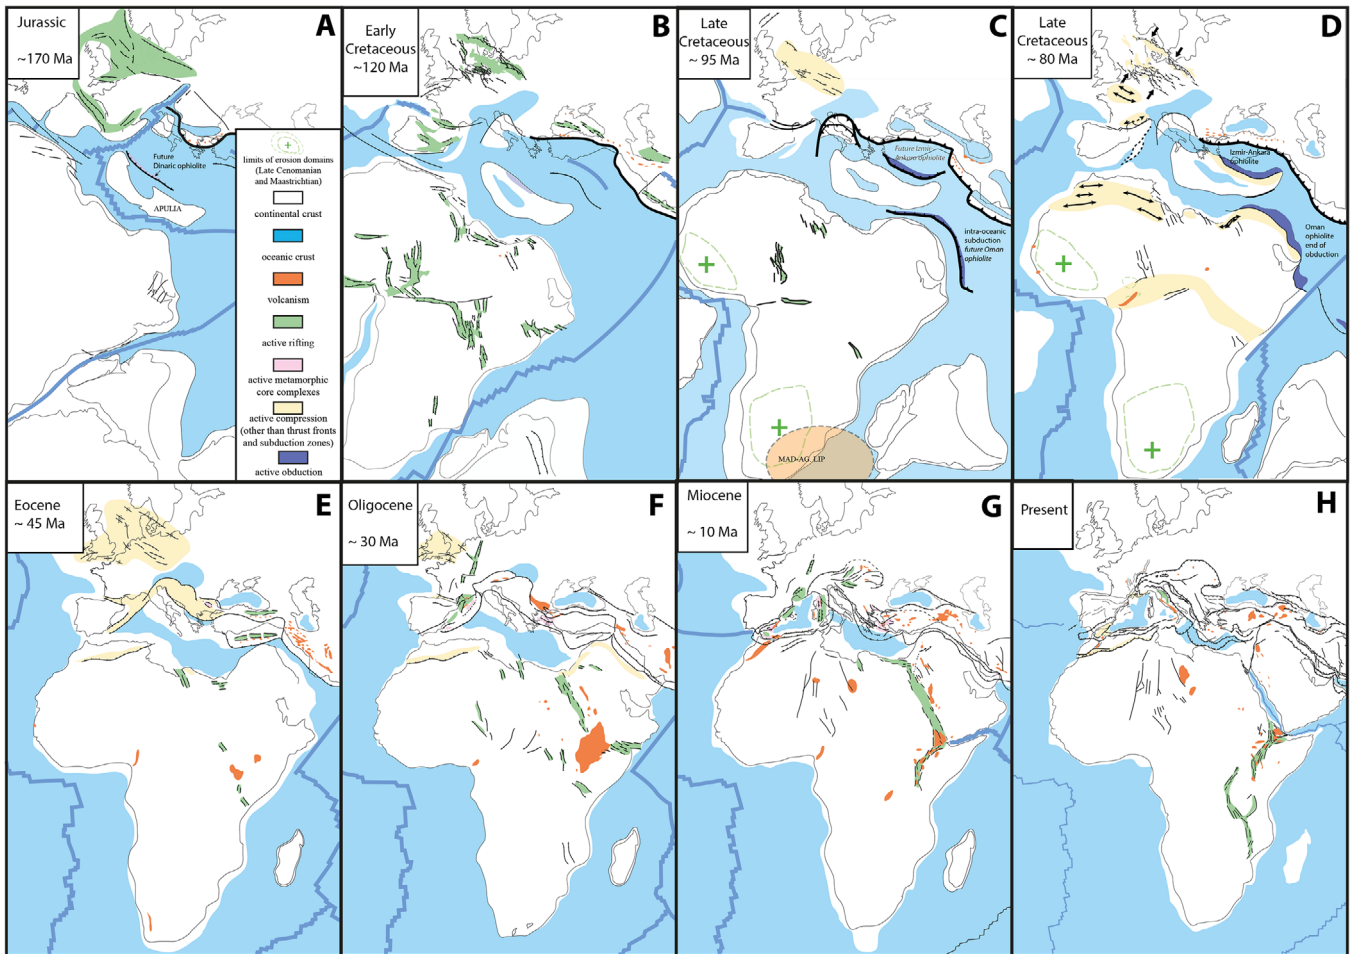 Jurassic
~170 Ma
A
Future
Dinaric ophiolite
APULIA
limits of erosion domains
(Late Cenomanian
and Maastrichtian)
continental crust
oceanic crust
volcanism
active rifting
active metamorphic
core complexes
active compression
(other than thrust fronts
and subduction zones)
active obduction
Early
Cretaceous
~120 Ma
B
Late
Cretaceous
~ 95 Ma
C
Future Izmir
Ankara ophiolite
intra-oceanic
subduction
future Oman
ophiolite
MAD-AG. LIP
Late
Cretaceous
~ 80 Ma
D
Izmir-Ankara
ophiolite
Oman
ophiolite
end of
obduction
Eocene
~ 45 Ma
E
Oligocene
~ 30 Ma
F
Miocene
~ 10 Ma
G
Present
H